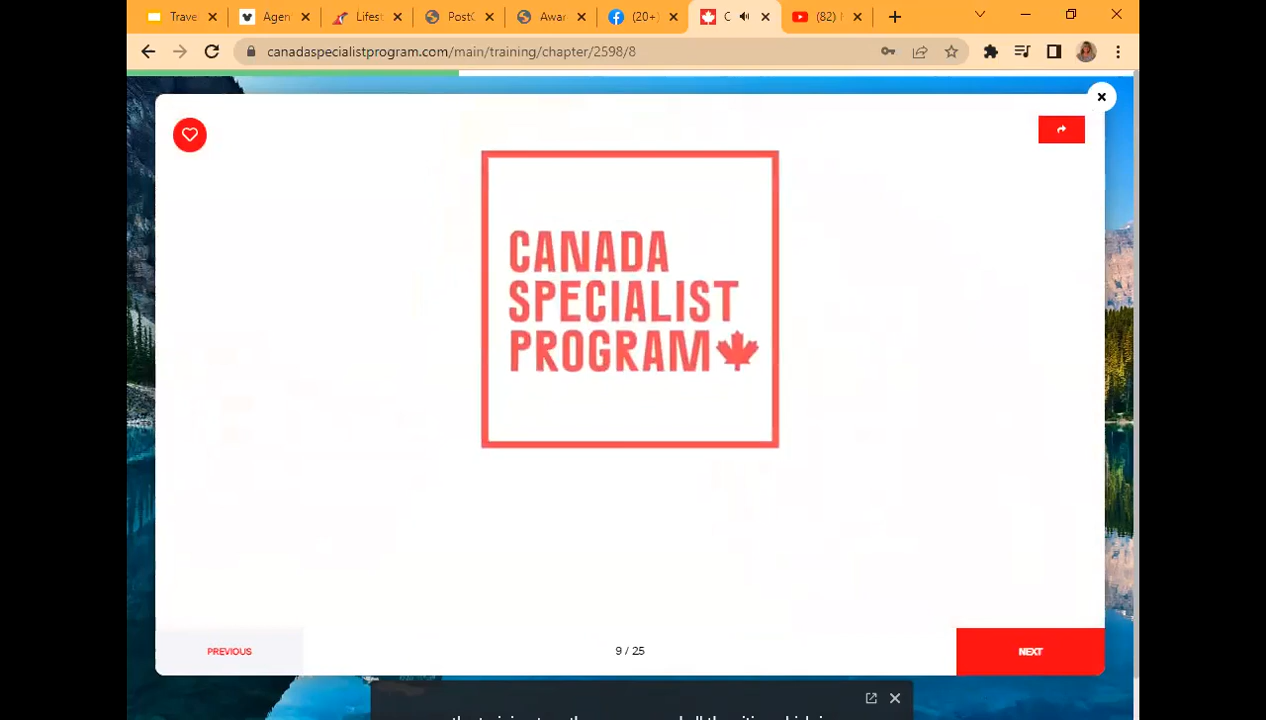 Trave
Agen
Lifest
PostC
Awar
(20+)
C
(82)
canadaspecialistprogram.com/main/training/chapter/2598/8
CANADA
SPECIALIST
PROGRAM
PREVIOUS
9 / 25
NEXT